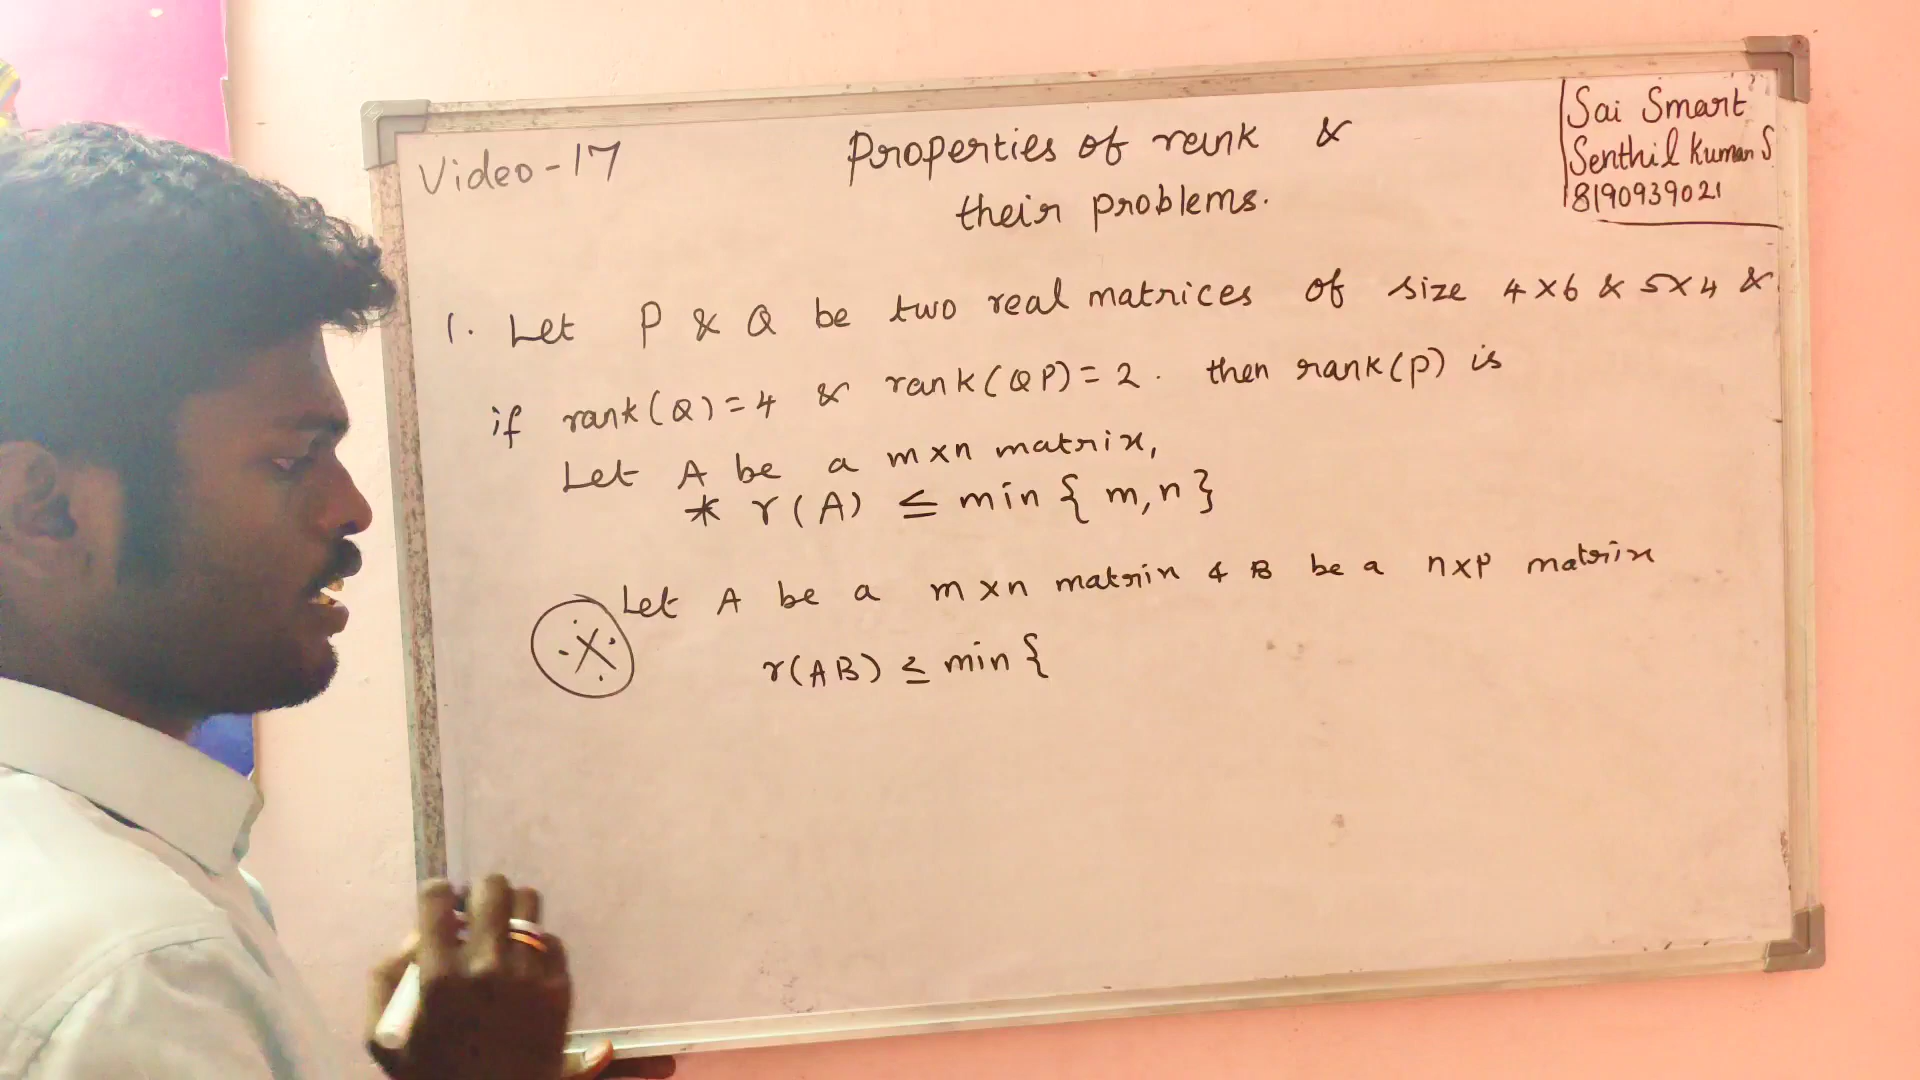 Video-17
Properties of rank &
their problems.
Sai Smart
Senthil Kumar S
8190939021
1. Let P & Q be two real matrices of size 4×6 & 5×4 &
if rank(Q)=4 & rank(QP)=2. then rank(P) is
Let A be a m×n matrix,
* r(A) ≤ min { m,n}
Let A be a m×n matrix & B be a n×p matrix
r(AB) ≤ min {